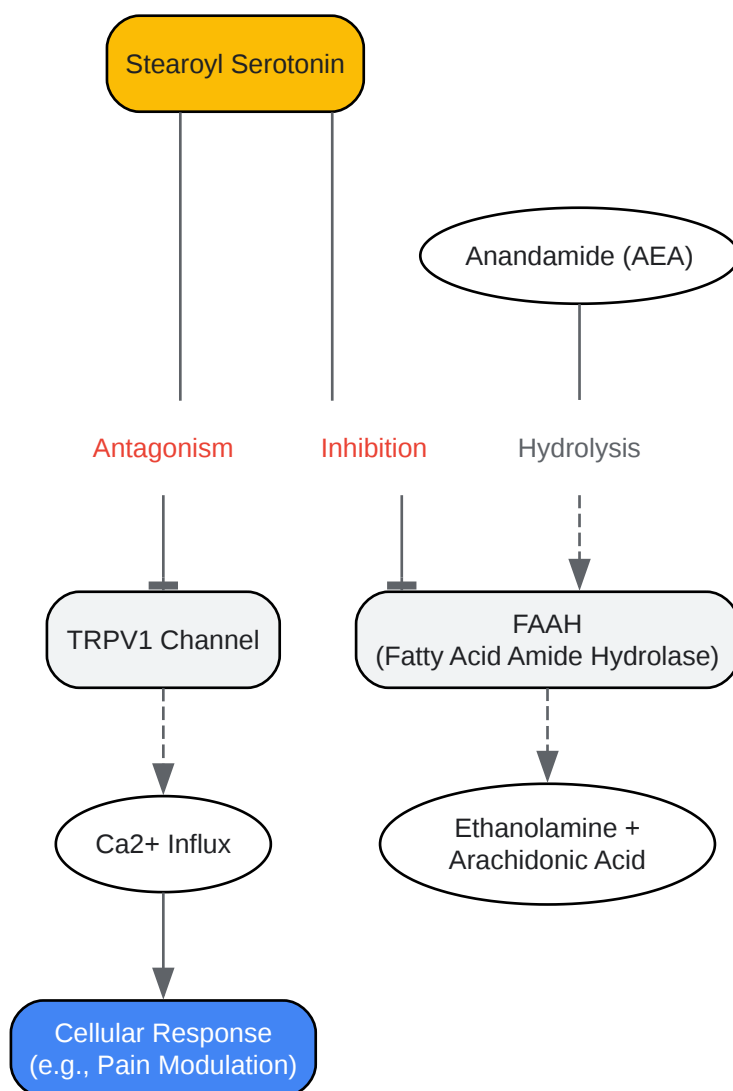 Stearoyl Serotonin
Anandamide (AEA)
Antagonism
Inhibition
Hydrolysis
TRPV1 Channel
FAAH
(Fatty Acid Amide Hydrolase)
Ca2+ Influx
Ethanolamine +
Arachidonic Acid
Cellular Response
(e.g., Pain Modulation)